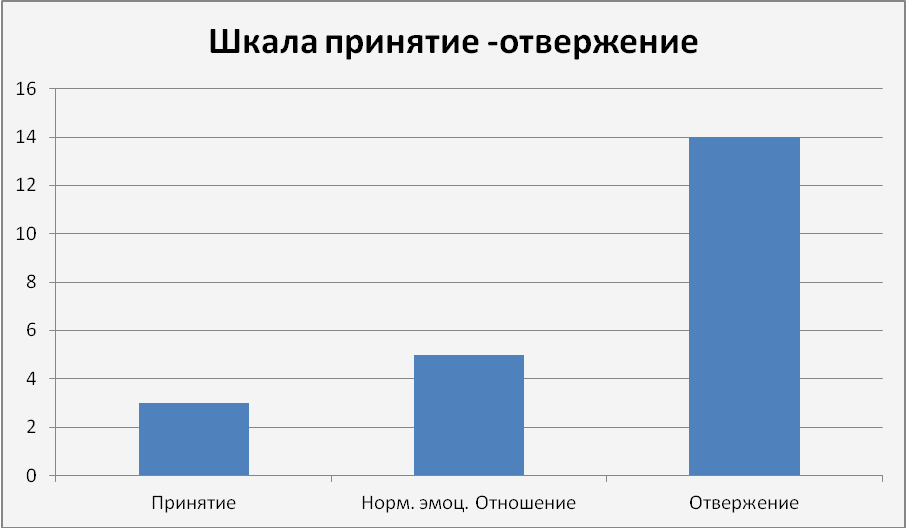 Шкала принятие -отвержение
16
14
12
10
8
6
4
2
0
Принятие
Норм. эмоц. Отношение
Отвержение